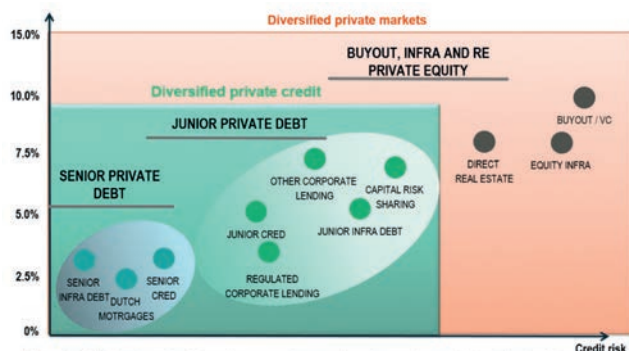 Diversified private markets
15.0%
BUYOUT, INFRA AND RE
PRIVATE EQUITY
10.0%
Diversified private credit
BUYOUT / VC
JUNIOR PRIVATE DEBT
7.5%
DIRECT
REAL ESTATE
EQUITY INFRA
OTHER CORPORATE
LENDING
CAPITAL RISK
SHARING
SENIOR PRIVATE
DEBT
5.0%
JUNIOR CRED
JUNIOR INFRA DEBT
2.5%
REGULATED
CORPORATE LENDING
SENIOR
INFRA DEBT
DUTCH
MOTRGAGES
SENIOR
CRED
0%
Credit risk